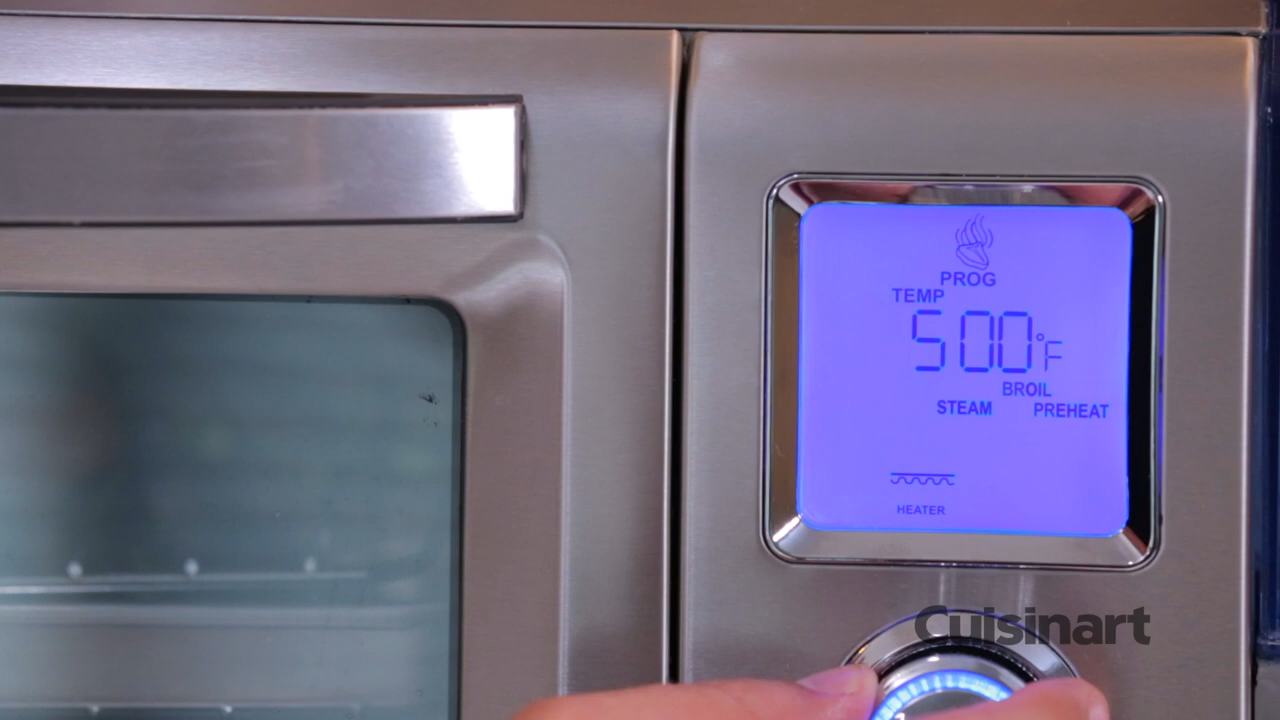 PROG
TEMP
500°F
BROIL
STEAM PREHEAT
HEATER
Cuisinart